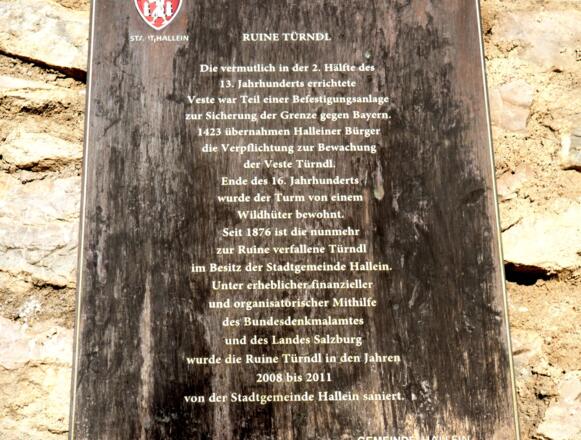 STADT HALLEIN
RUINE TÜRNDL
Die vermutlich in der 2. Hälfte des
13. Jahrhunderts errichtete
Veste war Teil einer Befestigungsanlage
zur Sicherung der Grenze gegen Bayern.
1423 übernahmen Halleiner Bürger
die Verpflichtung zur Bewachung
der Veste Türndl.
Ende des 16. Jahrhunderts
wurde der Turm von einem
Wildhüter bewohnt.
Seit 1876 ist die nunmehr
zur Ruine verfallene Türndl
im Besitz der Stadtgemeinde Hallein.
Unter erheblicher finanzieller
und organisatorischer Mithilfe
des Bundesdenkmalamtes
und des Landes Salzburg
wurde die Ruine Türndl in den Jahren
2008 bis 2011
von der Stadtgemeinde Hallein saniert.